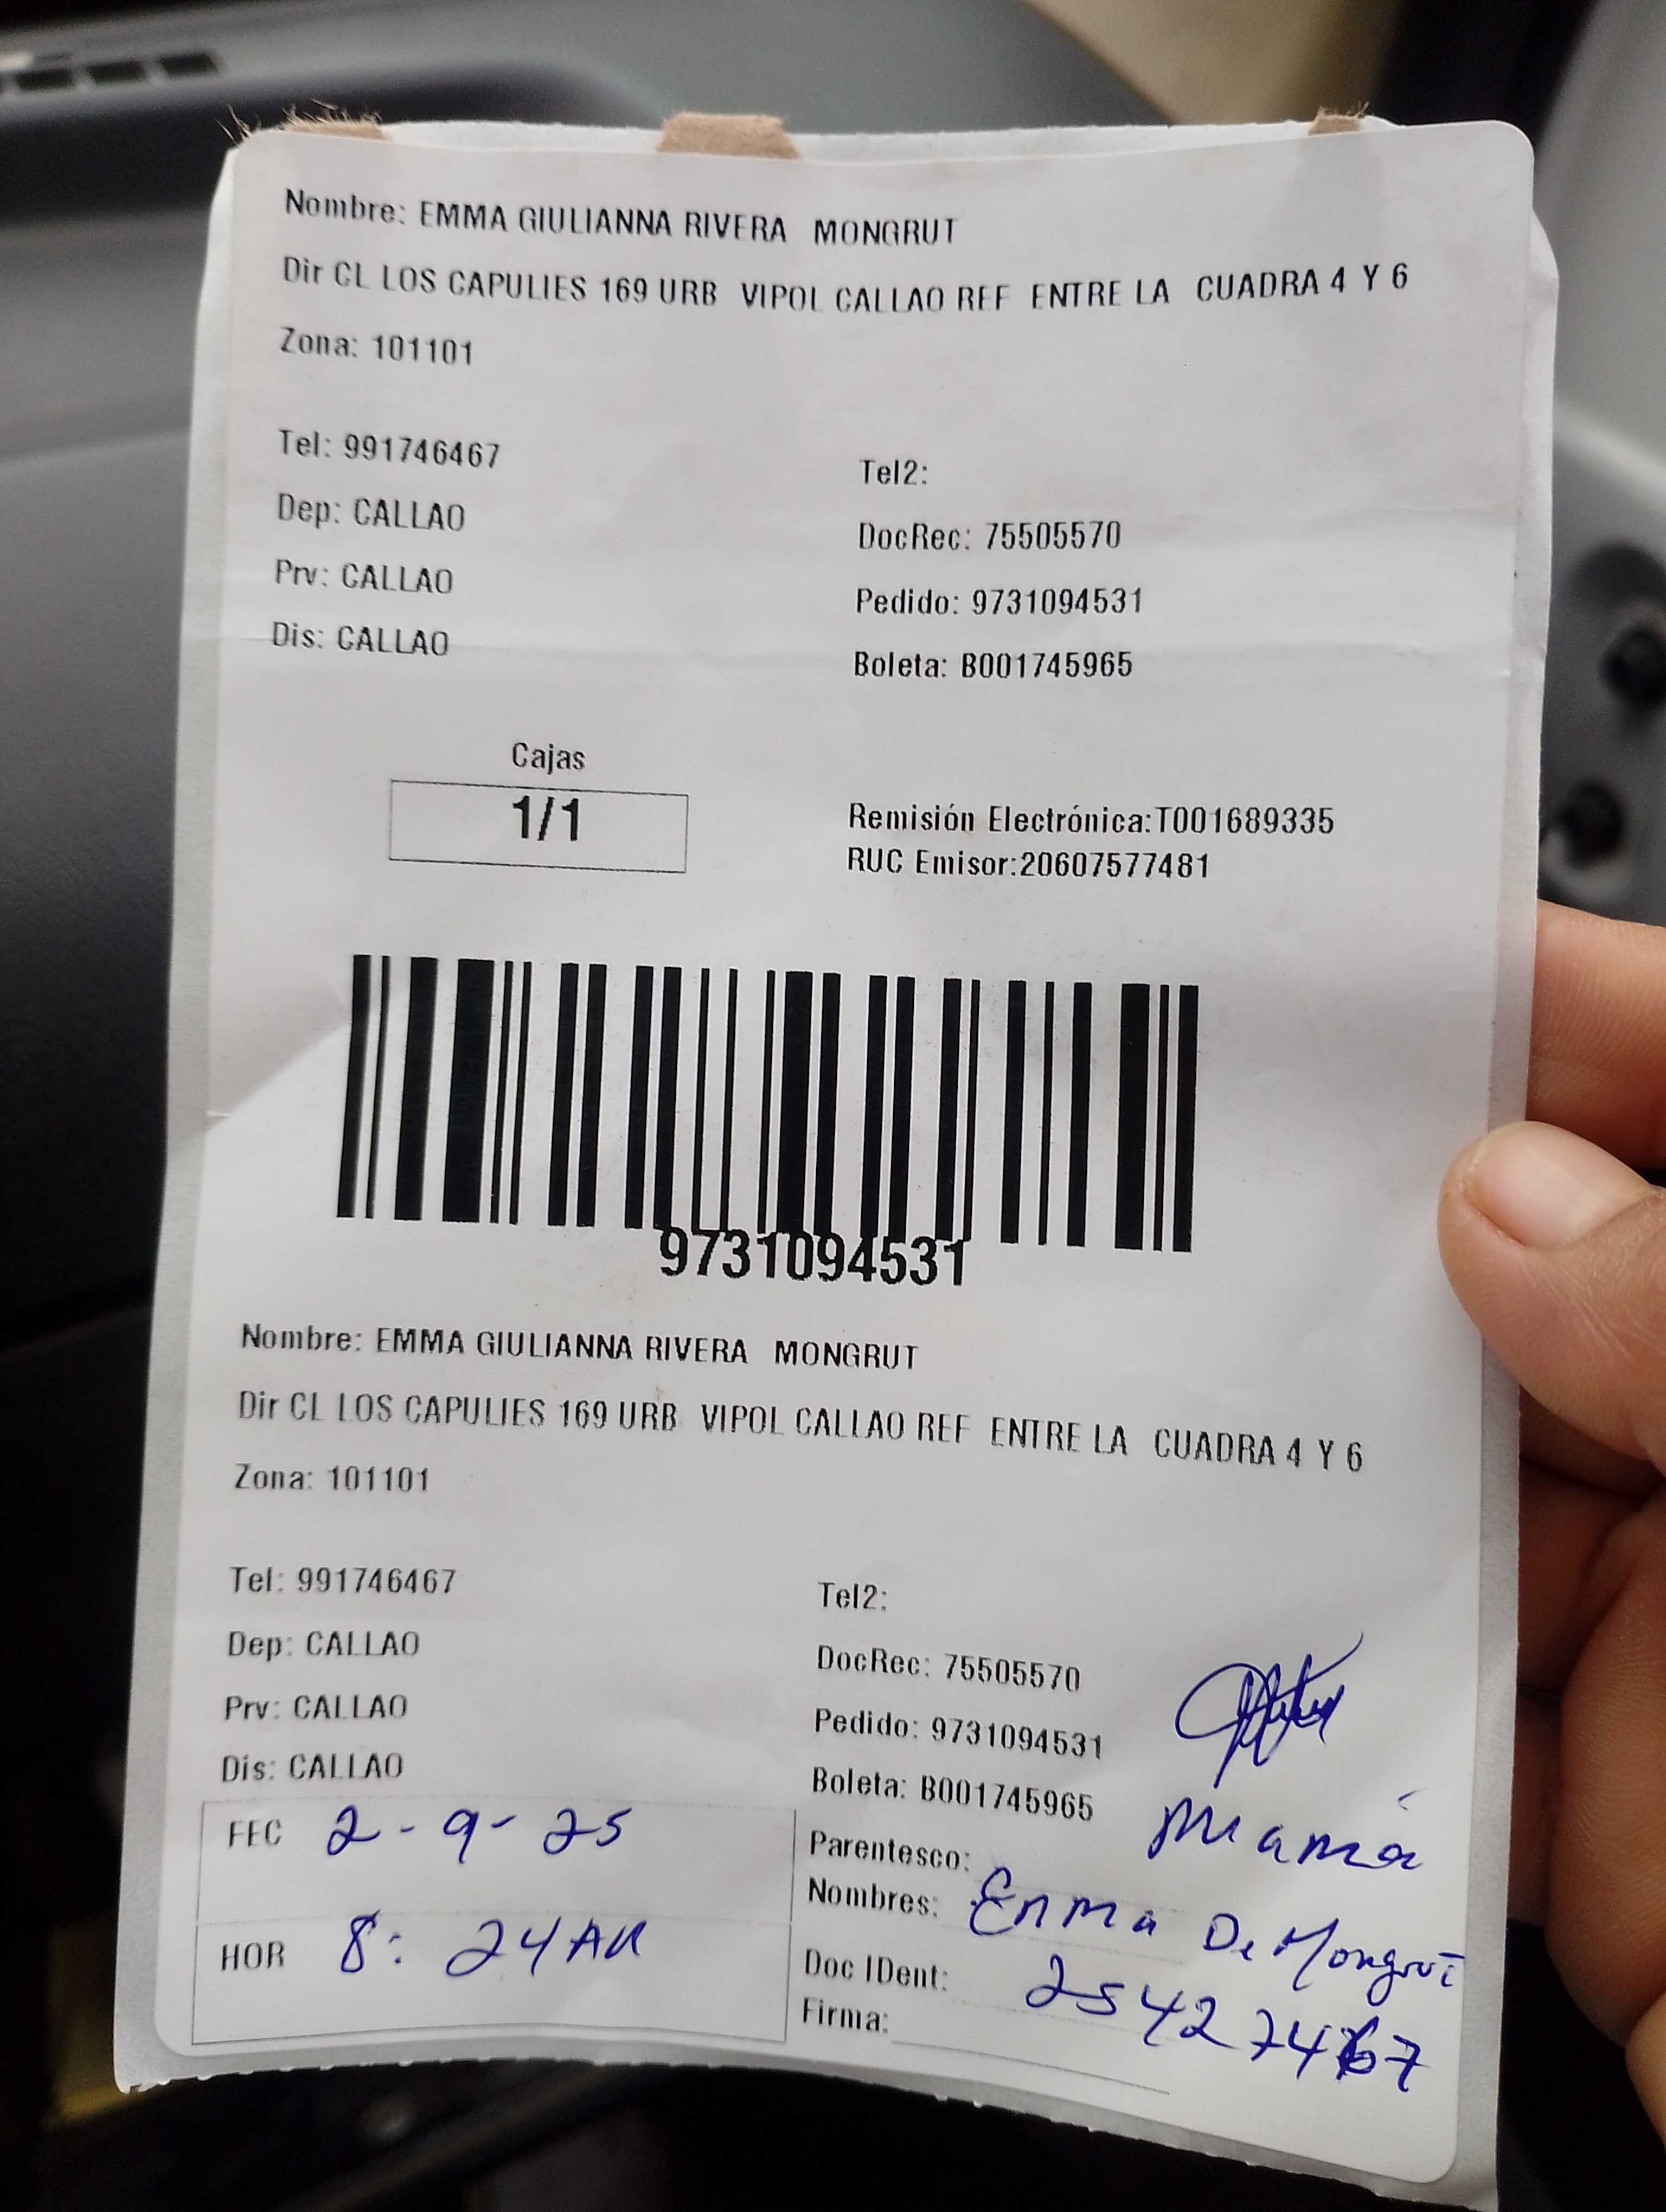 Nombre: EMMA GIULIANNA RIVERA MONGRUT
Dir CL LOS CAPULIES 169 URB VIPOL CALLAO REF ENTRE LA CUADRA 4 Y 6
Zona: 101101
Tel: 991746467
Tel2:
Dep: CALLAO
DocRec: 75505570
Prv: CALLAO
Pedido: 9731094531
Dis: CALLAO
Boleta: B001745965
Cajas
1/1
Remisión Electrónica:T001689335
RUC Emisor:20607577481
9731094531
Nombre: EMMA GIULIANNA RIVERA MONGRUT
Dir CL LOS CAPULIES 169 URB VIPOL CALLAO REF ENTRE LA CUADRA 4 Y 6
Zona: 101101
Tel: 991746467
Tel2:
Dep: CALLAO
DocRec: 75505570
Prv: CALLAO
Pedido: 9731094531
Dis: CALLAO
Boleta: B001745965
FEC 2-9-25
Parentesco: mamá
Nombres: Emma De Mongrut
HOR 8:24AM
Doc IDent: 25427467
Firma: